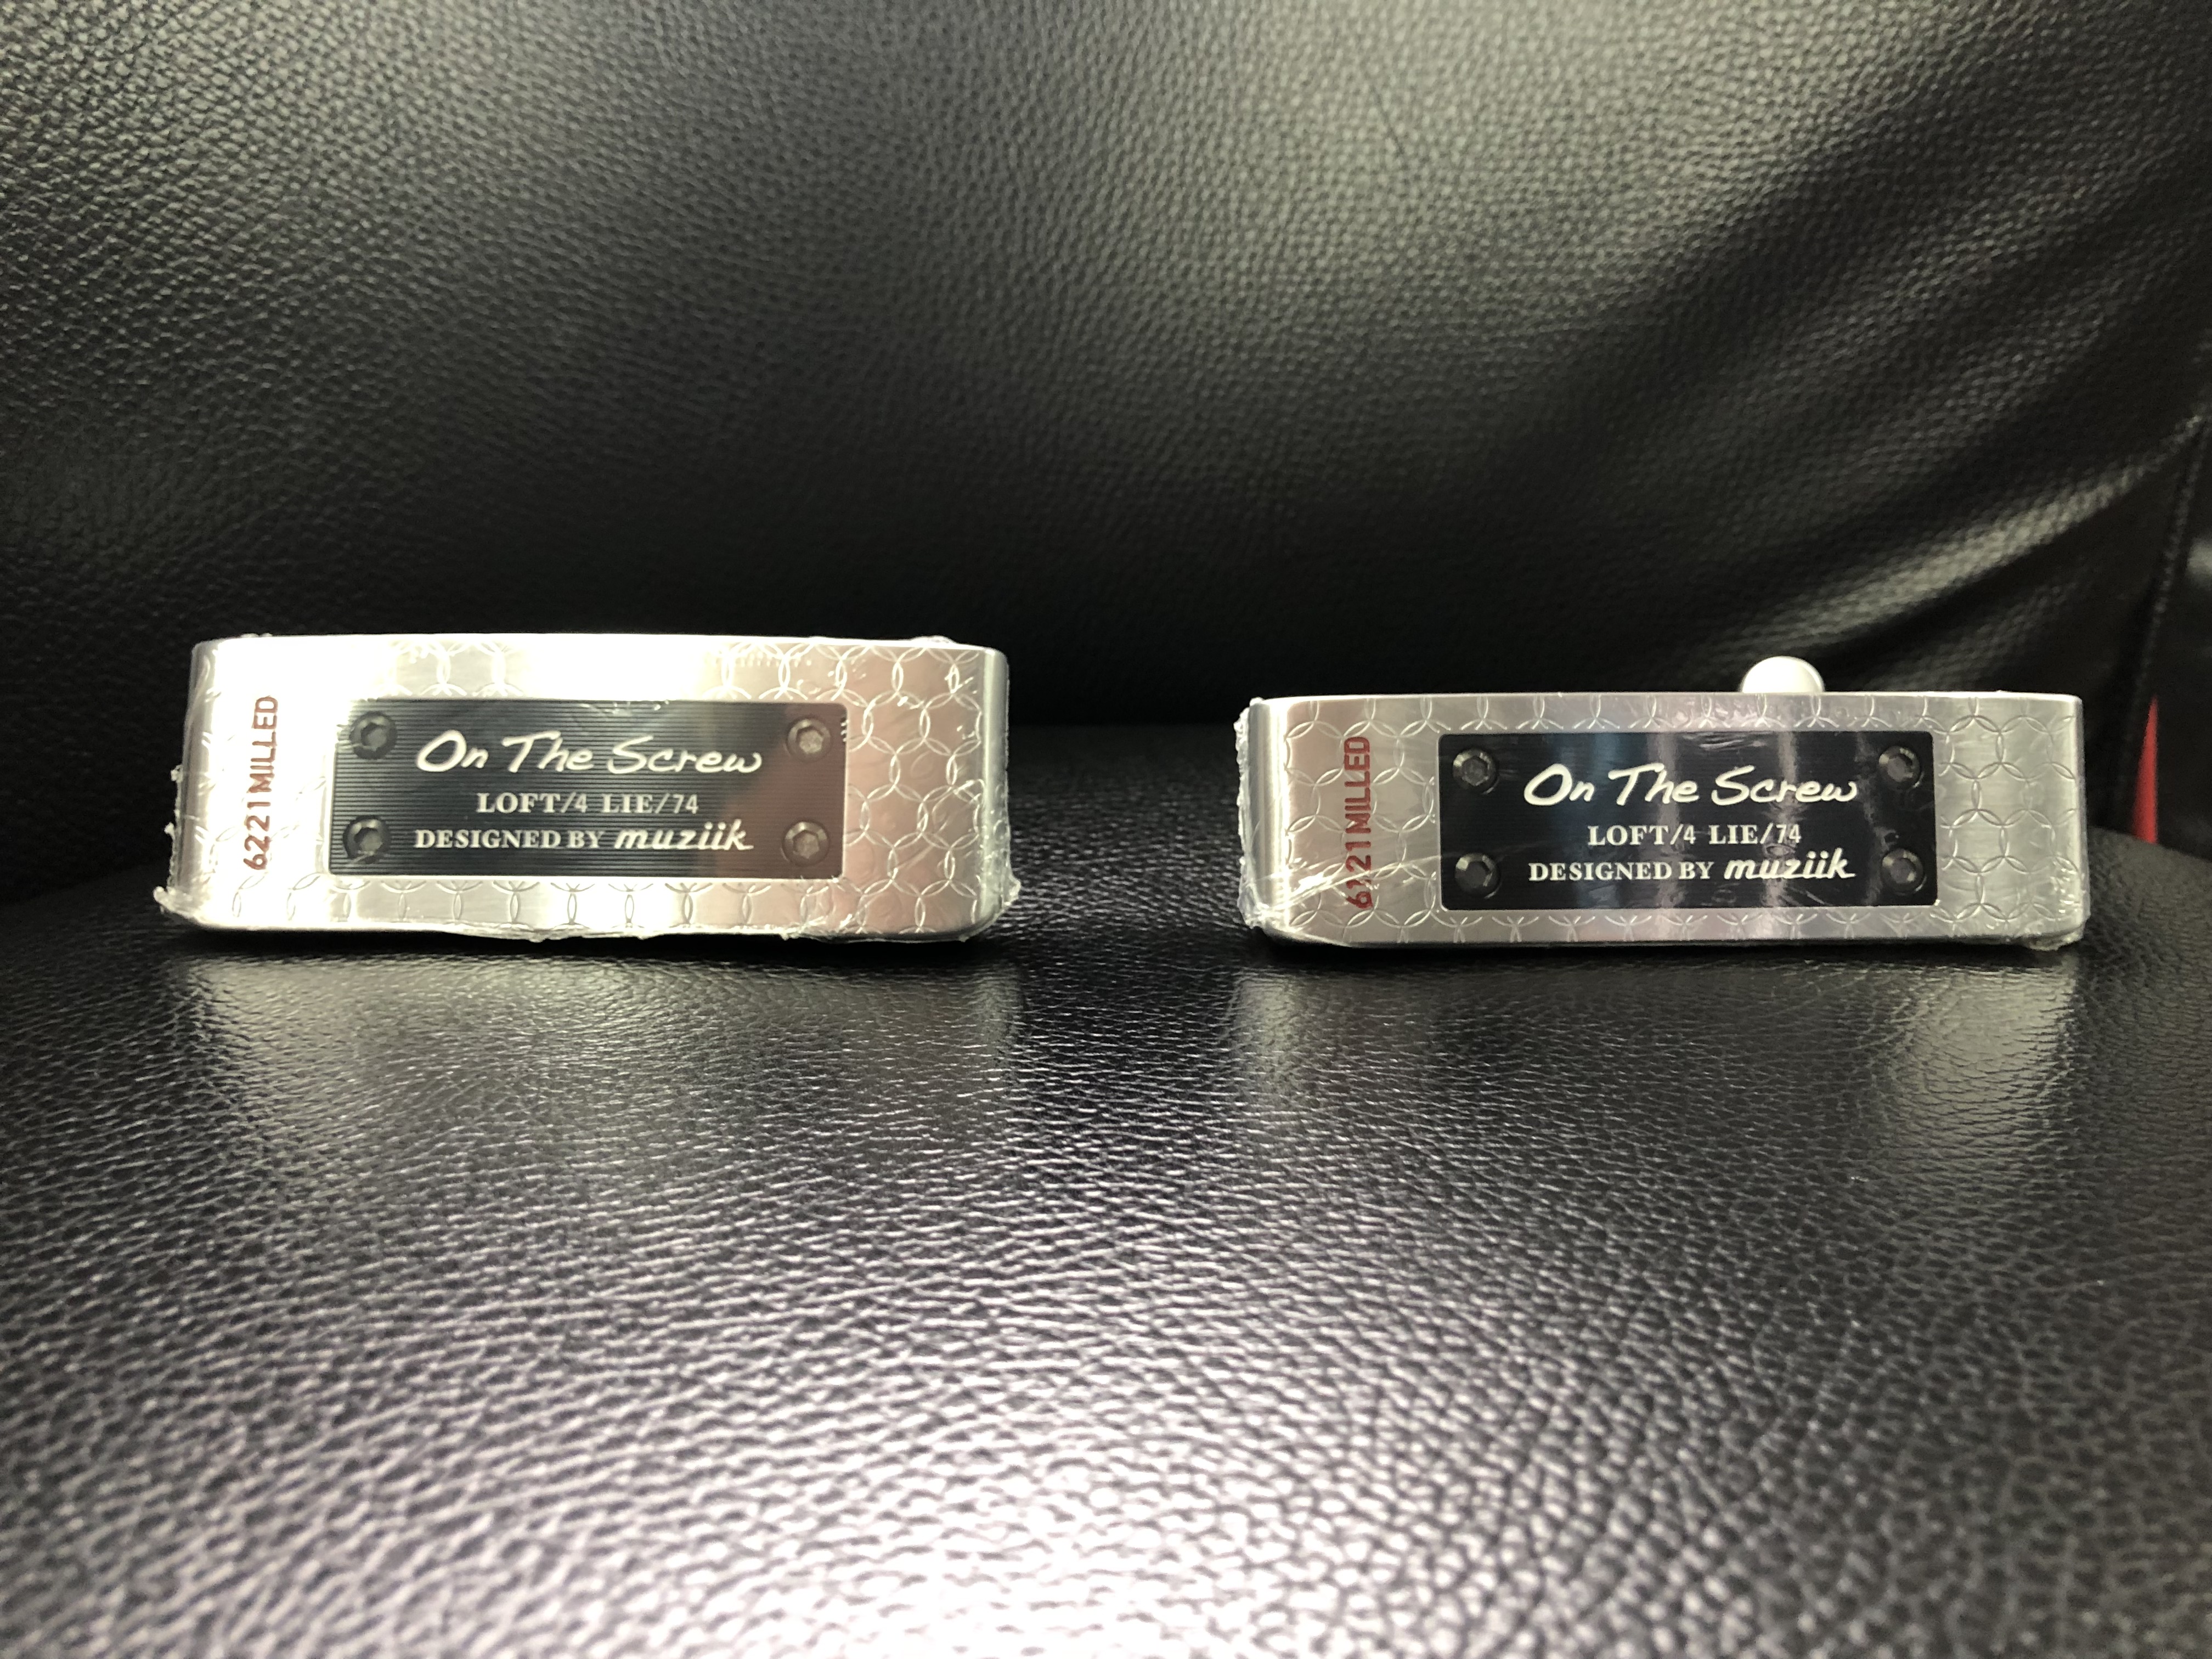 6221 MILLED
On The Screw
LOFT/4 LIE/74
DESIGNED BY muziik
6121 MILLED
On The Screw
LOFT/4 LIE/74
DESIGNED BY muziik